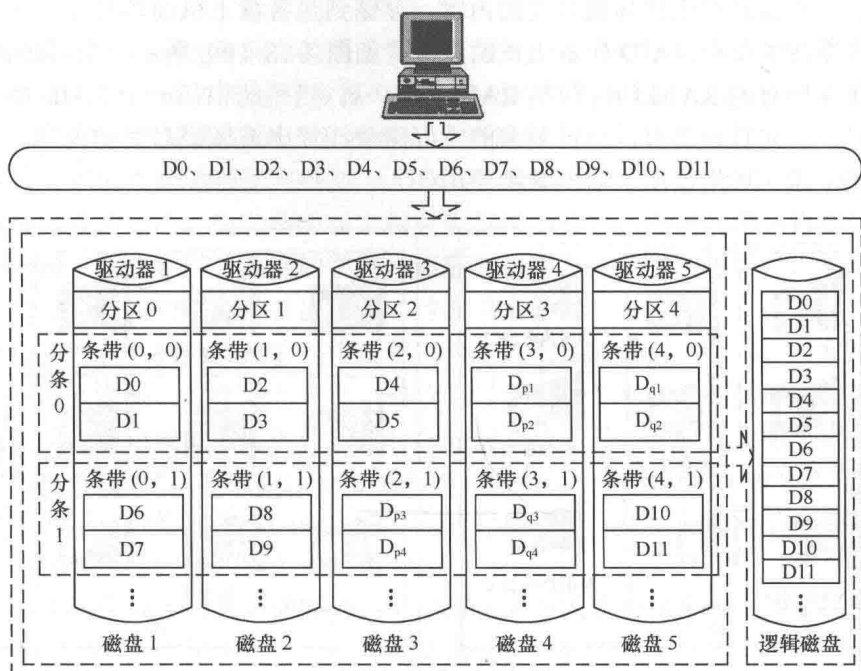 D0、D1、D2、D3、D4、D5、D6、D7、D8、D9、D10、D11
驱动器1 驱动器2 驱动器3 驱动器4 驱动器5
分区0 分区1 分区2 分区3 分区4
分条0
条带(0，0) 条带(1，0) 条带(2，0) 条带(3，0) 条带(4，0)
D0 D2 D4 Dp1 Dq1
D1 D3 D5 Dp2 Dq2
分条1
条带(0，1) 条带(1，1) 条带(2，1) 条带(3，1) 条带(4，1)
D6 D8 Dp3 Dq3 D10
D7 D9 Dp4 Dq4 D11
⋮ ⋮ ⋮ ⋮ ⋮
磁盘1 磁盘2 磁盘3 磁盘4 磁盘5
D0
D1
D2
D3
D4
D5
D6
D7
D8
D9
D10
D11
⋮
逻辑磁盘